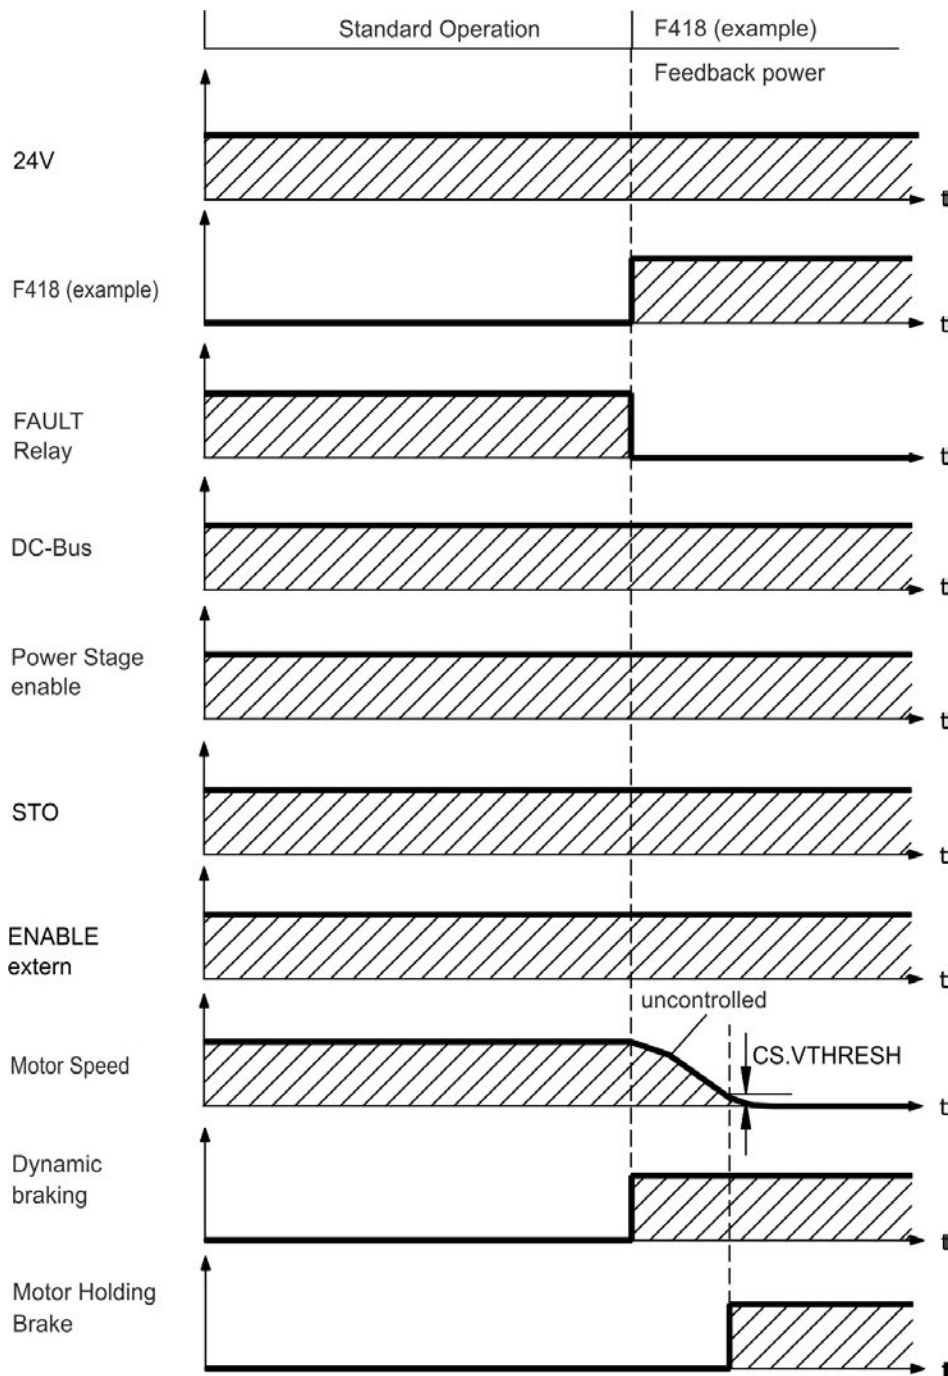 Standard Operation
F418 (example)
Feedback power
24V
t
F418 (example)
t
FAULT
Relay
t
DC-Bus
t
Power Stage
enable
t
STO
t
ENABLE
extern
t
uncontrolled
Motor Speed
CS.VTHRESH
t
Dynamic
braking
t
Motor Holding
Brake
t